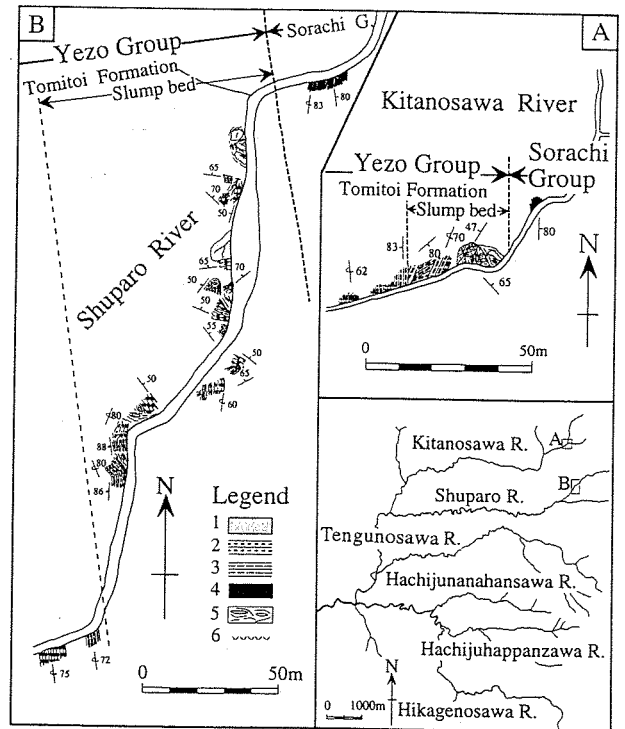 B
Yezo Group
Sorachi G.
Tomitoi Formation
Slump bed
83 80
65
70
50
Shuparo River
65
70
50
50
55
50
65
60
50
80
88
80
86
N
Legend
1
2
3
4
5
6
72
75
0 50m
A
Kitanosawa River
Yezo Group
Sorachi
Group
Tomitoi Formation
Slump bed
47
83
70
80
80
62
65
N
0 50m
Kitanosawa R.
A
Shuparo R.
B
Tengunosawa R.
Hachijunanahansawa R.
Hachijuhappanzawa R.
N
0 1000m
Hikagenosawa R.